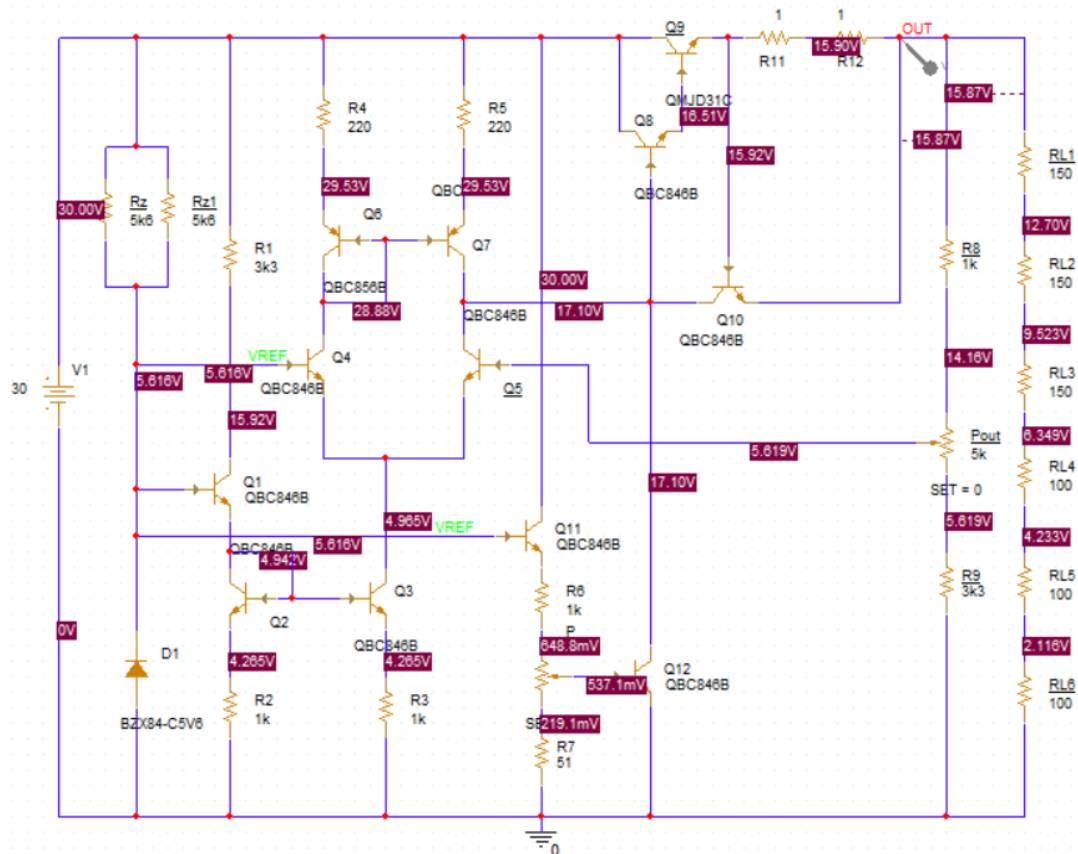 1
1
OUT
Q9
15.90V
R11
R12
R4
220
R5
220
QMJD31C
15.87V
Q8
16.51V
15.87V
15.92V
RL1
150
29.53V
QBC
29.53V
Rz
5k6
Rz1
5k6
30.00V
QBC846B
Q6
Q7
12.70V
R1
3k3
R8
1k
RL2
150
30.00V
QBC856B
28.88V
QBC846B
17.10V
Q10
QBC846B
9.523V
VREF
Q4
14.16V
5.616V
5.616V
QBC846B
Q5
RL3
150
V1
30
15.92V
Pout
5k
6.349V
5.619V
RL4
100
Q1
QBC846B
17.10V
SET = 0
4.965V
VREF
Q11
QBC846B
5.619V
4.233V
QBC846B
5.616V
4.942V
Q3
R6
1k
R9
3k3
RL5
100
Q2
P
0V
QBC846B
648.8mV
2.116V
D1
4.265V
4.265V
Q12
QBC846B
537.1mV
R2
1k
R3
1k
RL6
100
BZX84-C5V6
SE
219.1mV
R7
51
0